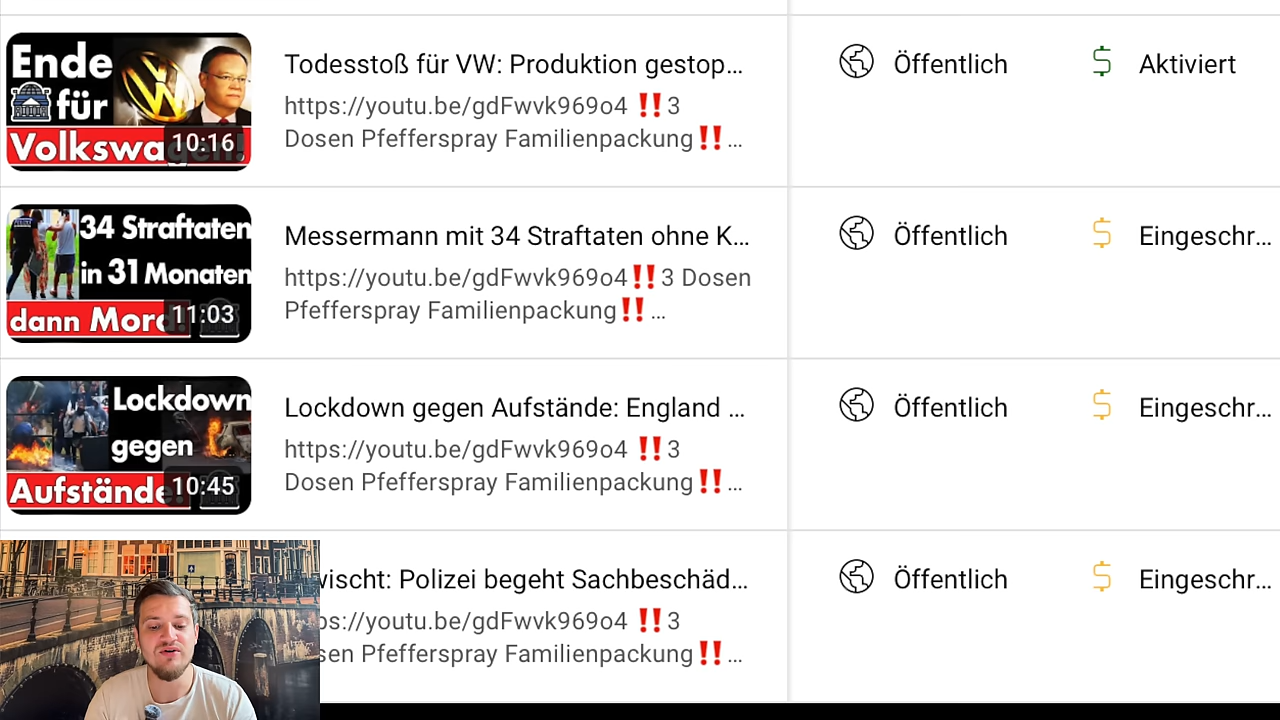 Ende
für
Volkswagen!
10:16
Todesstoß für VW: Produktion gestop...
https://youtu.be/gdFwvk969o4 ‼️3
Dosen Pfefferspray Familienpackung‼️...
Öffentlich
Aktiviert
34 Straftaten
in 31 Monaten
dann Mord!
11:03
Messermann mit 34 Straftaten ohne K...
https://youtu.be/gdFwvk969o4‼️3 Dosen
Pfefferspray Familienpackung‼️...
Öffentlich
Eingeschr...
Lockdown
gegen
Aufstände!
10:45
Lockdown gegen Aufstände: England ...
https://youtu.be/gdFwvk969o4 ‼️3
Dosen Pfefferspray Familienpackung‼️...
Öffentlich
Eingeschr...
wischt: Polizei begeht Sachbeschäd...
ps://youtu.be/gdFwvk969o4 ‼️3
sen Pfefferspray Familienpackung‼️...
Öffentlich
Eingeschr...